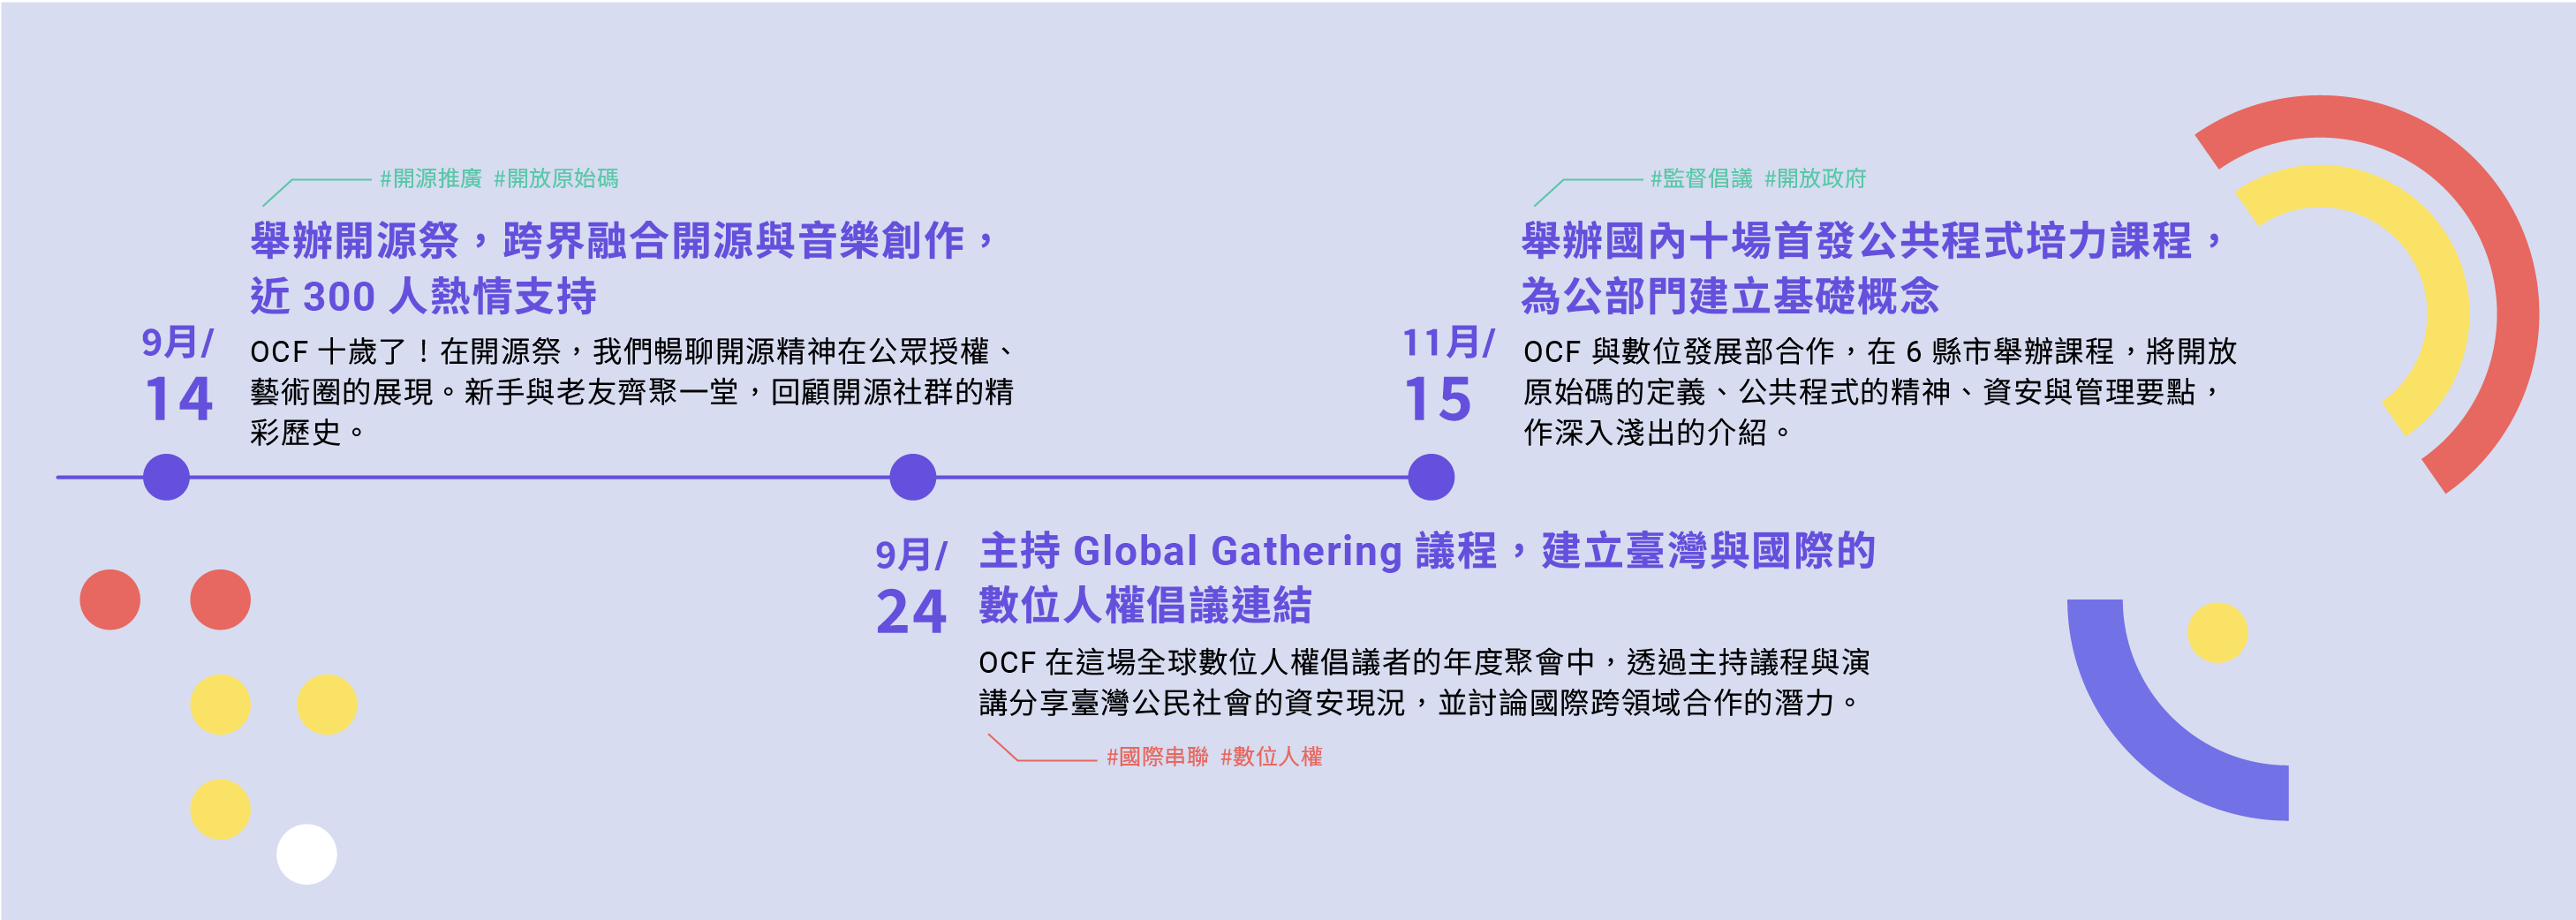 #開源推廣 #開放原始碼
舉辦開源祭，跨界融合開源與音樂創作，
近 300 人熱情支持
9月/
14
OCF 十歲了！在開源祭，我們暢聊開源精神在公眾授權、
藝術圈的展現。新手與老友齊聚一堂，回顧開源社群的精
彩歷史。
9月/
24
主持 Global Gathering 議程，建立臺灣與國際的
數位人權倡議連結
OCF 在這場全球數位人權倡議者的年度聚會中，透過主持議程與演
講分享臺灣公民社會的資安現況，並討論國際跨領域合作的潛力。
#國際串聯 #數位人權
#監督倡議 #開放政府
舉辦國內十場首發公共程式培力課程，
為公部門建立基礎概念
11月/
15
OCF 與數位發展部合作，在 6 縣市舉辦課程，將開放
原始碼的定義、公共程式的精神、資安與管理要點，
作深入淺出的介紹。